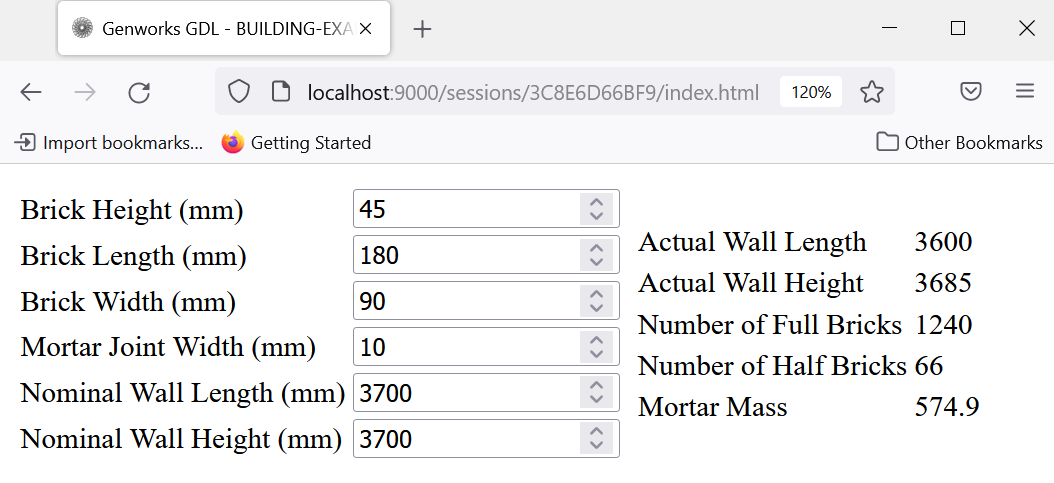 Genworks GDL - BUILDING-EXA
localhost:9000/sessions/3C8E6D66BF9/index.html 120%
Import bookmarks... Getting Started Other Bookmarks
Brick Height (mm) 45
Brick Length (mm) 180
Brick Width (mm) 90
Mortar Joint Width (mm) 10
Nominal Wall Length (mm) 3700
Nominal Wall Height (mm) 3700
Actual Wall Length 3600
Actual Wall Height 3685
Number of Full Bricks 1240
Number of Half Bricks 66
Mortar Mass 574.9